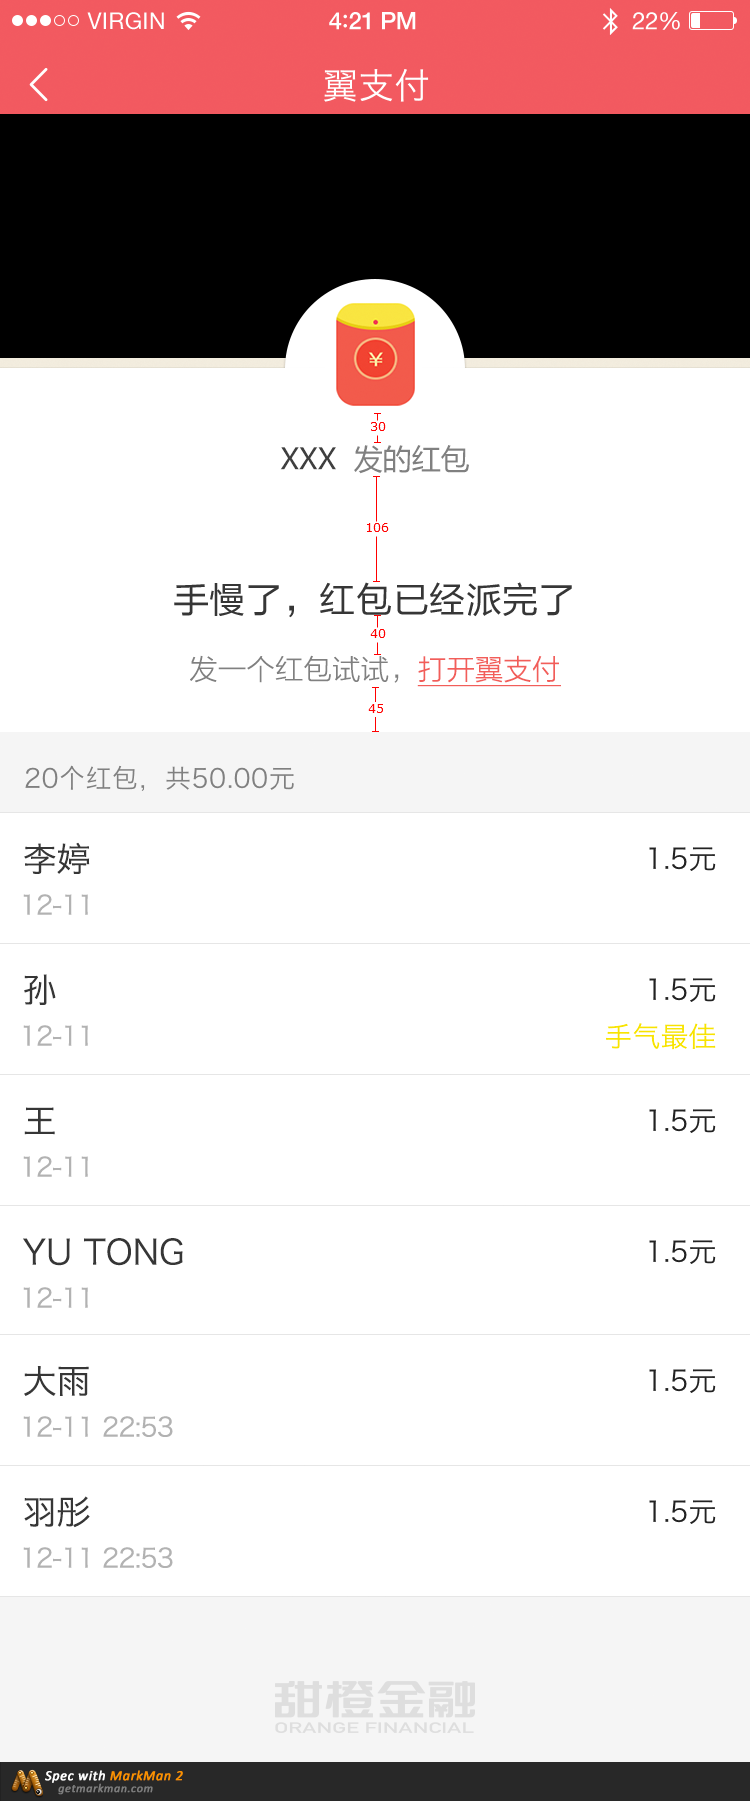 VIRGIN 4:21 PM 22%
翼支付
¥
30
XXX 发的红包
106
手慢了，红包已经派完了
40
发一个红包试试，打开翼支付
45
20个红包，共50.00元
李婷 1.5元
12-11
孙 1.5元
12-11 手气最佳
王 1.5元
12-11
YU TONG 1.5元
12-11
大雨 1.5元
12-11 22:53
羽彤 1.5元
12-11 22:53
甜橙金融
ORANGE FINANCIAL
Spec with MarkMan 2
getmarkman.com